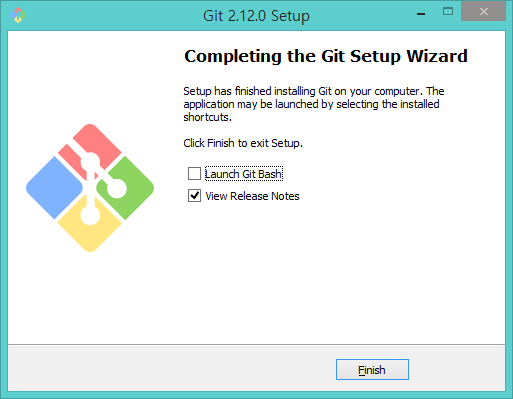 Git 2.12.0 Setup
Completing the Git Setup Wizard
Setup has finished installing Git on your computer. The
application may be launched by selecting the installed
shortcuts.
Click Finish to exit Setup.
Launch Git Bash
View Release Notes
Finish